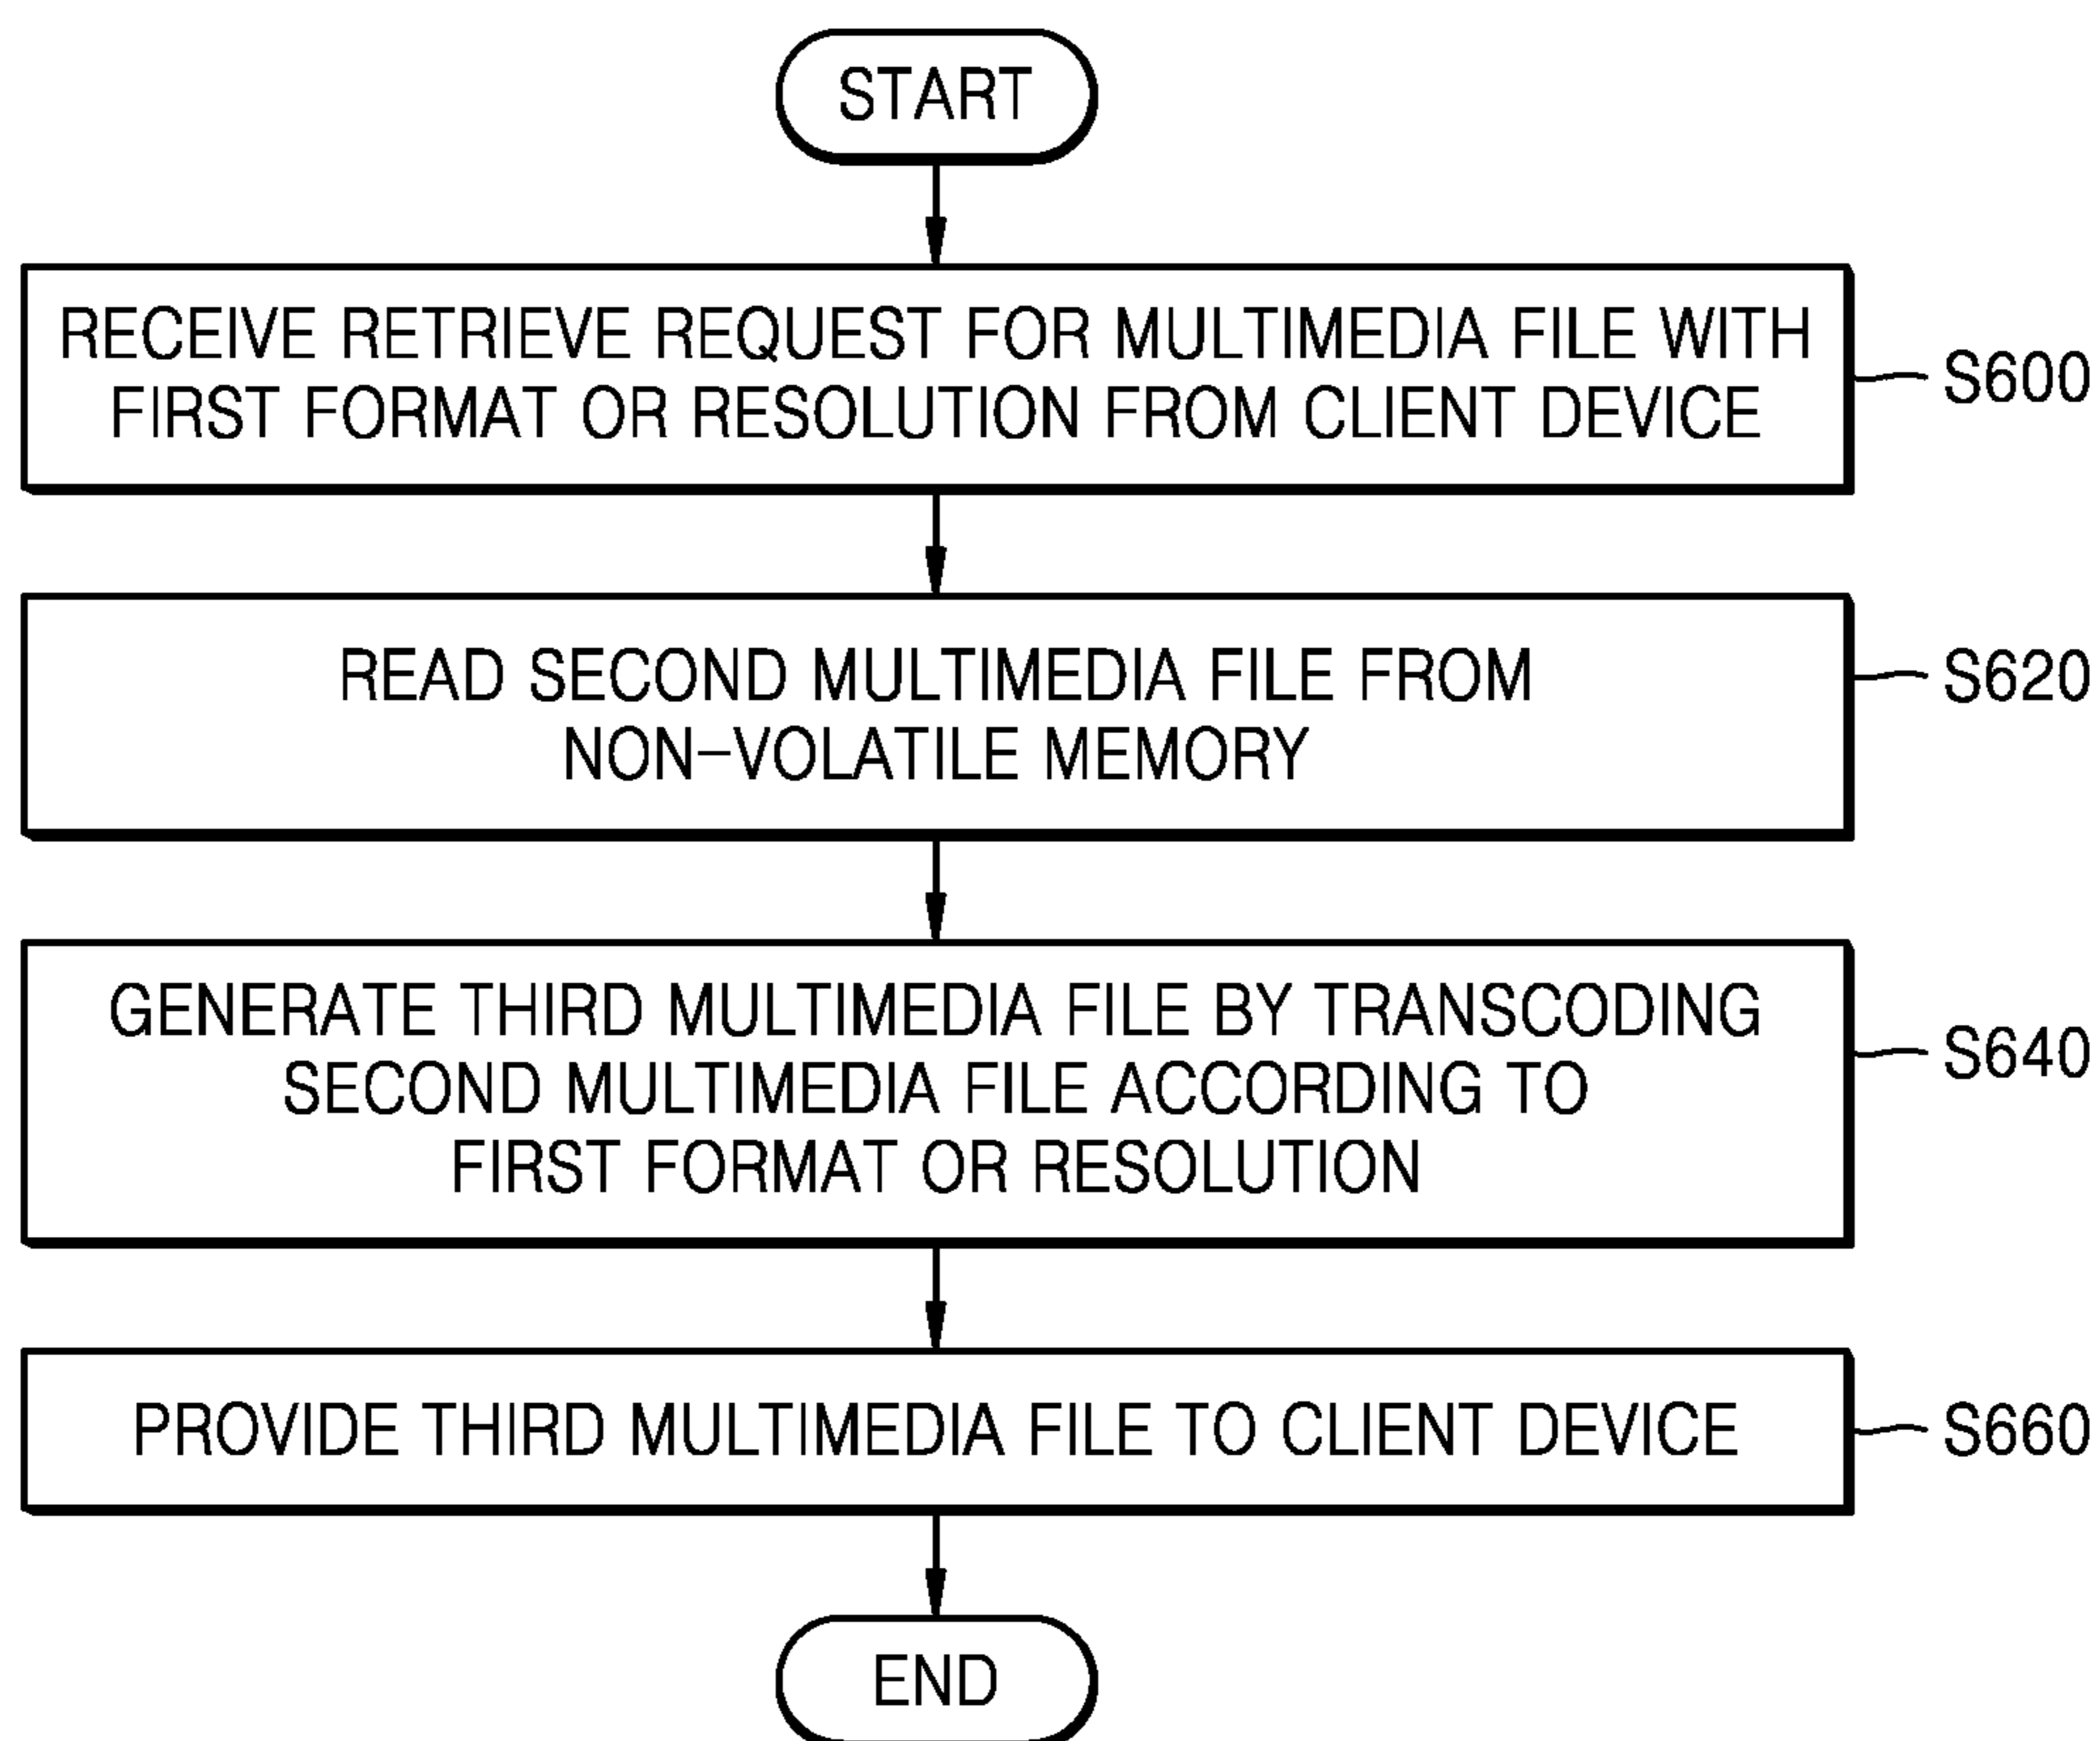 START
RECEIVE RETRIEVE REQUEST FOR MULTIMEDIA FILE WITH
FIRST FORMAT OR RESOLUTION FROM CLIENT DEVICE
S600
READ SECOND MULTIMEDIA FILE FROM
NON-VOLATILE MEMORY
S620
GENERATE THIRD MULTIMEDIA FILE BY TRANSCODING
SECOND MULTIMEDIA FILE ACCORDING TO
FIRST FORMAT OR RESOLUTION
S640
PROVIDE THIRD MULTIMEDIA FILE TO CLIENT DEVICE
S660
END